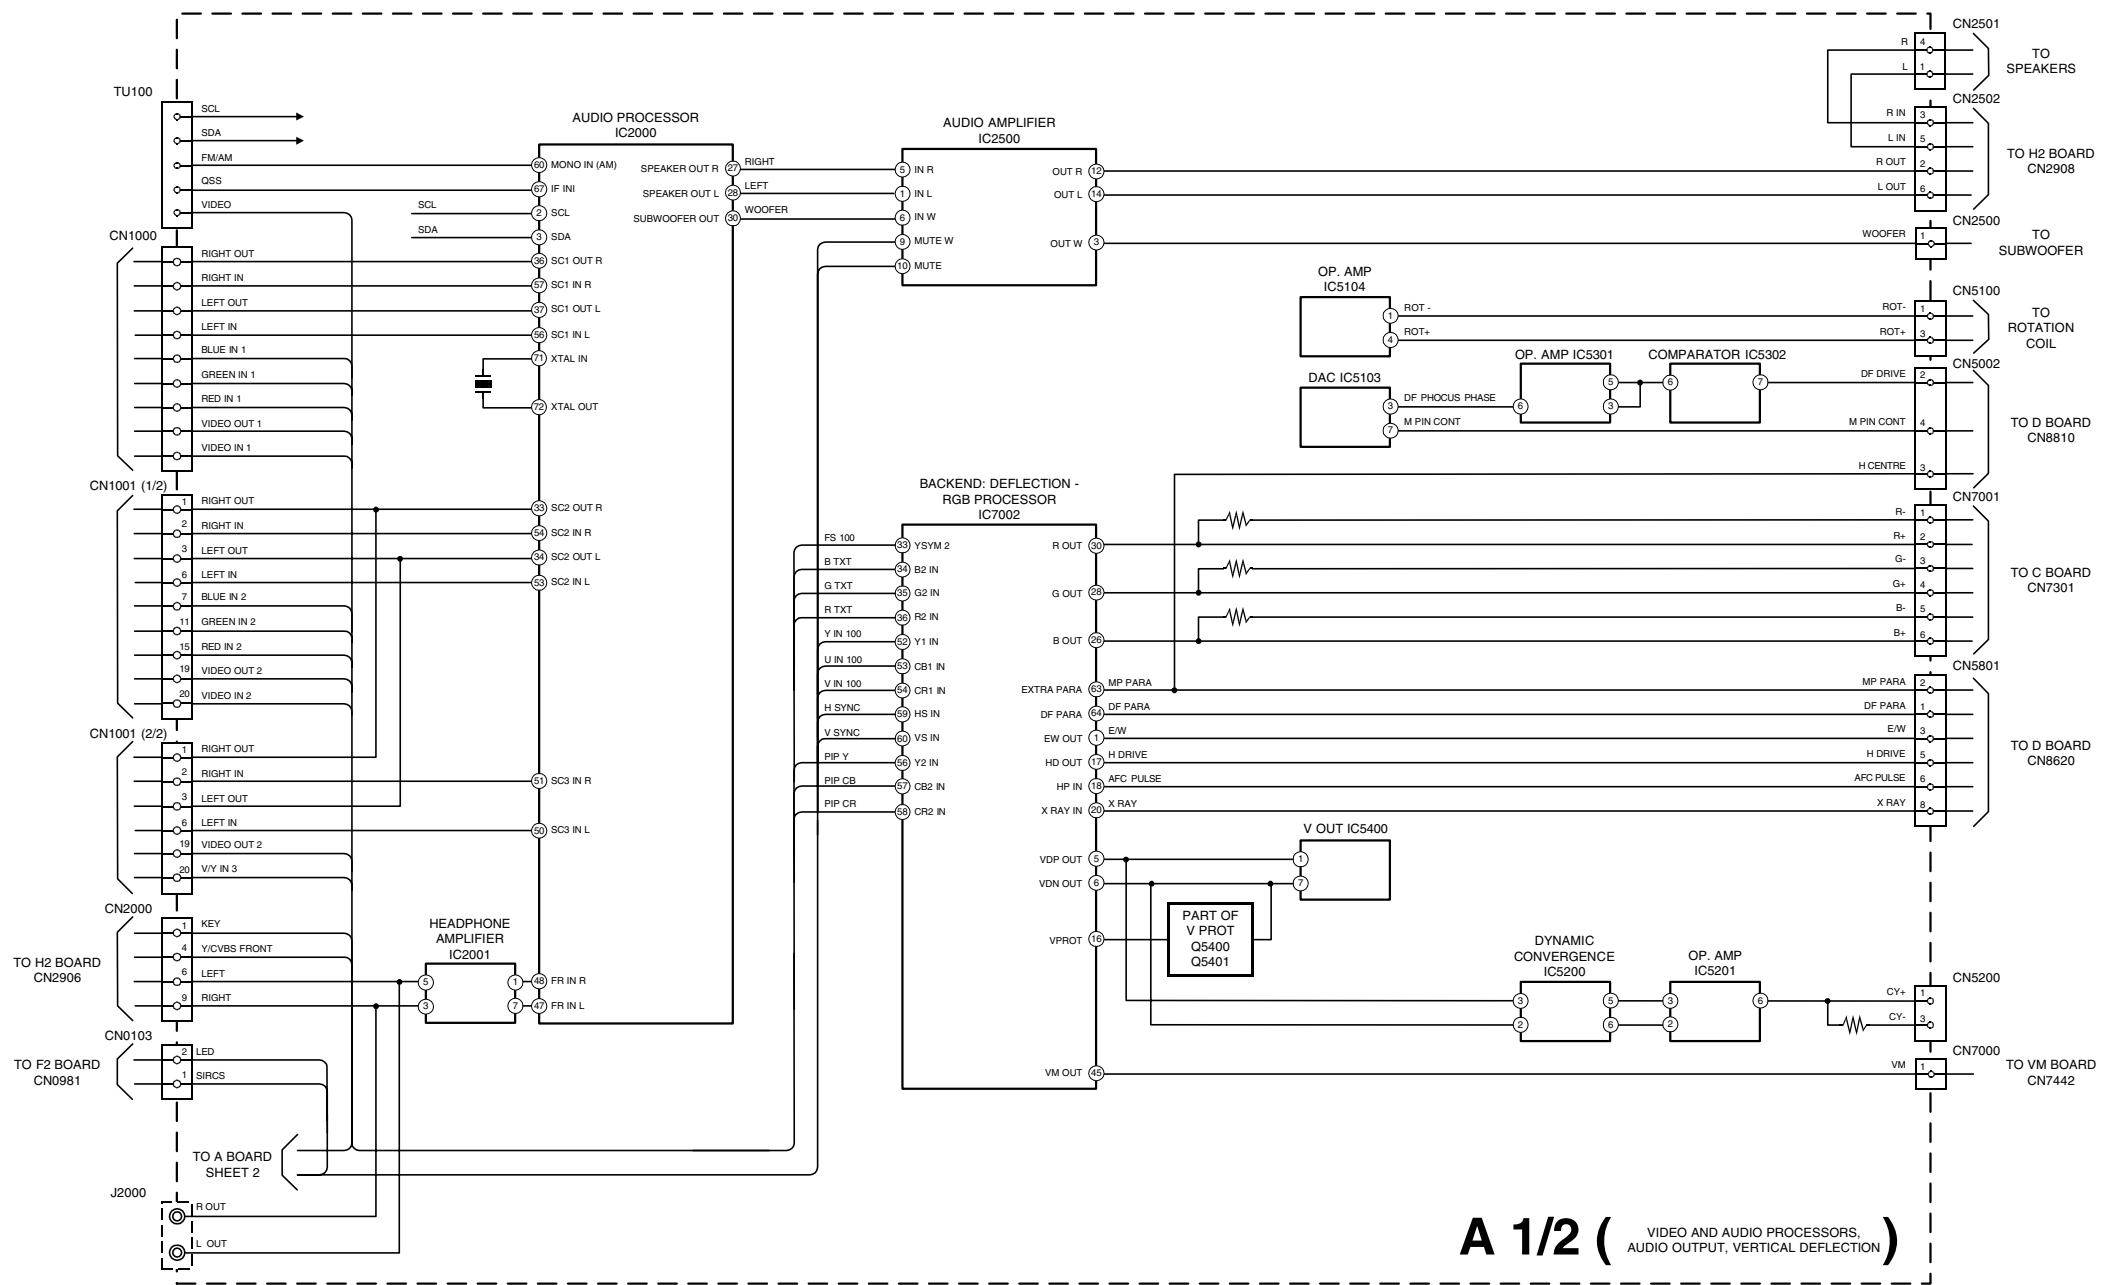 TU100
SCL
SDA
FM/AM
QSS
VIDEO
CN1000
RIGHT OUT
RIGHT IN
LEFT OUT
LEFT IN
BLUE IN 1
GREEN IN 1
RED IN 1
VIDEO OUT 1
VIDEO IN 1
CN1001 (1/2)
1 RIGHT OUT
2 RIGHT IN
3 LEFT OUT
6 LEFT IN
7 BLUE IN 2
11 GREEN IN 2
15 RED IN 2
19 VIDEO OUT 2
20 VIDEO IN 2
CN1001 (2/2)
1 RIGHT OUT
2 RIGHT IN
3 LEFT OUT
6 LEFT IN
19 VIDEO OUT 2
20 V/Y IN 3
CN2000
TO H2 BOARD
CN2906
1 KEY
4 Y/CVBS FRONT
6 LEFT
9 RIGHT
CN0103
TO F2 BOARD
CN0981
2 LED
1 SIRCS
TO A BOARD
SHEET 2
J2000
R OUT
L OUT
HEADPHONE
AMPLIFIER
IC2001
5 1
3 7
AUDIO PROCESSOR
IC2000
60 MONO IN (AM)
67 IF INI
SCL 2 SCL
SDA 3 SDA
36 SC1 OUT R
57 SC1 IN R
37 SC1 OUT L
56 SC1 IN L
71 XTAL IN
72 XTAL OUT
33 SC2 OUT R
54 SC2 IN R
34 SC2 OUT L
53 SC2 IN L
51 SC3 IN R
50 SC3 IN L
48 FR IN R
47 FR IN L
SPEAKER OUT R 27 RIGHT
SPEAKER OUT L 28 LEFT
SUBWOOFER OUT 30 WOOFER
AUDIO AMPLIFIER
IC2500
5 IN R
1 IN L
6 IN W
9 MUTE W
10 MUTE
OUT R 12
OUT L 14
OUT W 3
BACKEND: DEFLECTION -
RGB PROCESSOR
IC7002
FS 100 33 YSYM 2
B TXT 34 B2 IN
G TXT 35 G2 IN
R TXT 36 R2 IN
Y IN 100 52 Y1 IN
U IN 100 53 CB1 IN
V IN 100 54 CR1 IN
H SYNC 59 HS IN
V SYNC 60 VS IN
PIP Y 56 Y2 IN
PIP CB 57 CB2 IN
PIP CR 58 CR2 IN
R OUT 30
G OUT 28
B OUT 26
EXTRA PARA 63 MP PARA
DF PARA 64 DF PARA
EW OUT 1 E/W
HD OUT 17 H DRIVE
HP IN 18 AFC PULSE
X RAY IN 20 X RAY
VDP OUT 5
VDN OUT 6
VPROT 16
VM OUT 45
OP. AMP
IC5104
1 ROT -
4 ROT+
DAC IC5103
3 DF PHOCUS PHASE
7 M PIN CONT
OP. AMP IC5301
6 5
3
COMPARATOR IC5302
6 7
V OUT IC5400
1
7
PART OF
V PROT
Q5400
Q5401
DYNAMIC
CONVERGENCE
IC5200
3 5
2 6
OP. AMP
IC5201
3 6
2
CN2501
R 4
L 1
TO
SPEAKERS
CN2502
R IN 3
L IN 5
R OUT 2
L OUT 6
TO H2 BOARD
CN2908
CN2500
WOOFER 1
TO
SUBWOOFER
CN5100
ROT- 1
ROT+ 3
TO
ROTATION
COIL
CN5002
DF DRIVE 2
M PIN CONT 4
H CENTRE 3
TO D BOARD
CN8810
CN7001
R- 1
R+ 2
G- 3
G+ 4
B- 5
B+ 6
TO C BOARD
CN7301
CN5801
MP PARA 2
DF PARA 1
E/W 3
H DRIVE 5
AFC PULSE 6
X RAY 8
TO D BOARD
CN8620
CN5200
CY+ 1
CY- 3
CN7000
VM 1
TO VM BOARD
CN7442
A 1/2 ( VIDEO AND AUDIO PROCESSORS,
AUDIO OUTPUT, VERTICAL DEFLECTION )